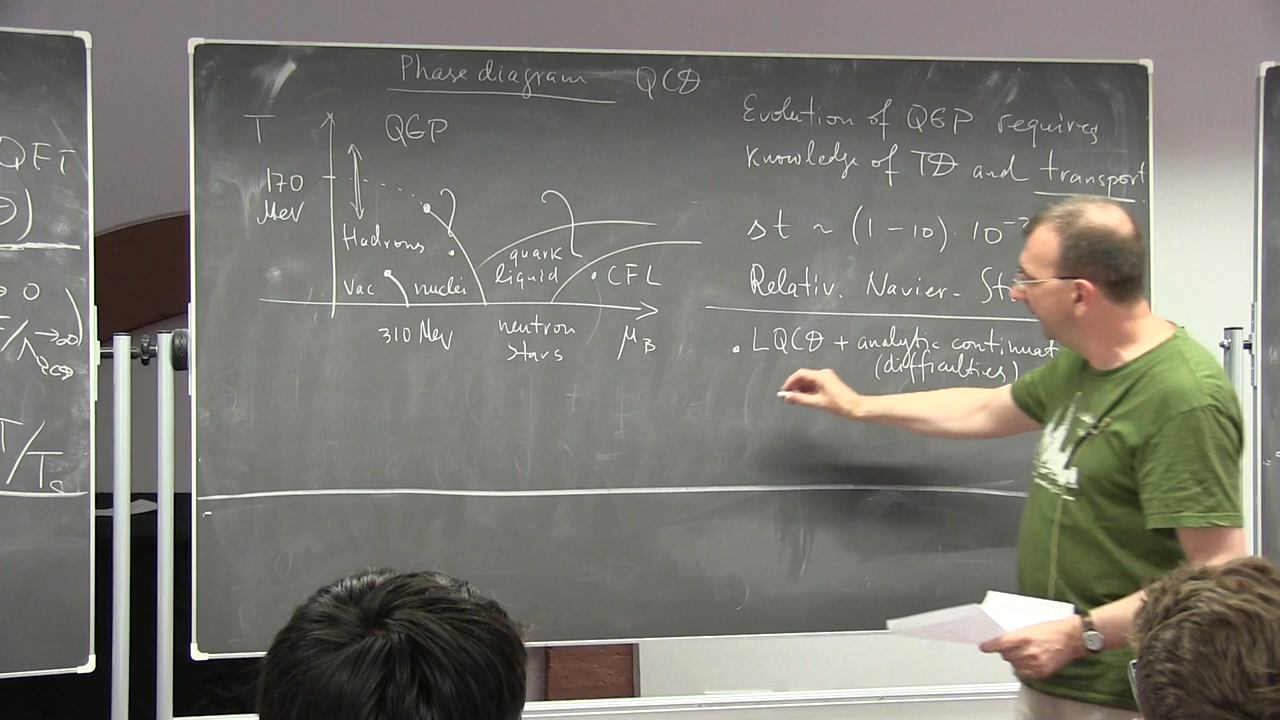 QFT
→ 0
T/Tc
Phase diagram QCD
T
QGP
170
MeV
Hadrons
vac
nuclei
quark
liquid
CFL
310 MeV
neutron
stars
μB
Evolution of QGP requires
knowledge of TD and transport
st ~ (1-10) · 10
Relativ. Navier-
• LQCD + analytic continuat
(difficulties)